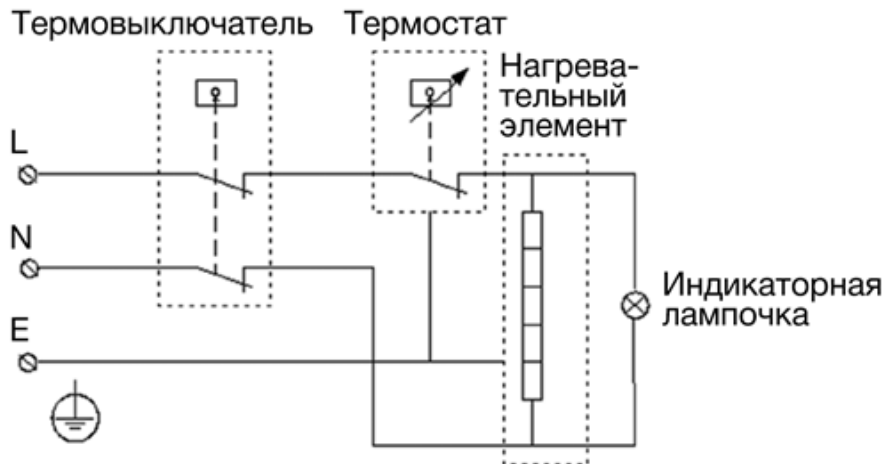 Термовыключатель
Термостат
Нагрева-
тельный
элемент
L
N
E
Индикаторная
лампочка